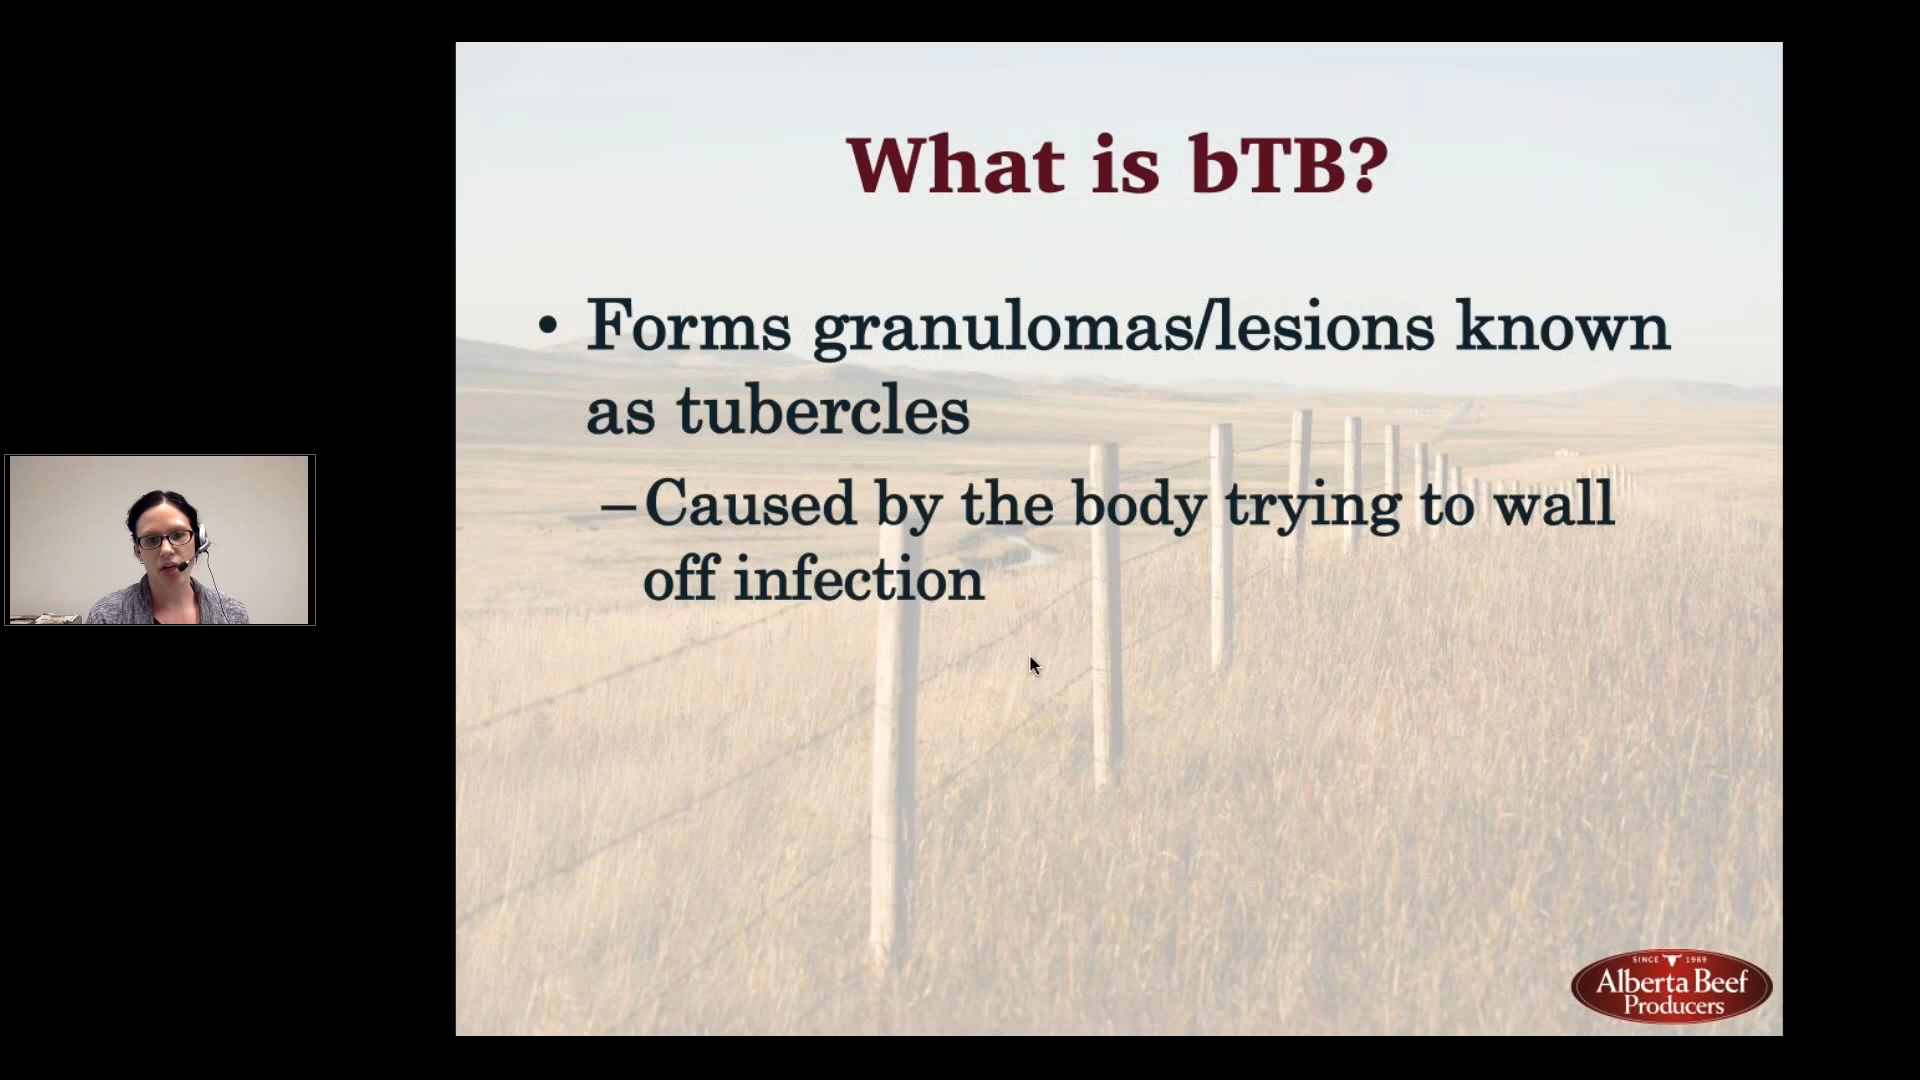 What is bTB?
• Forms granulomas/lesions known
as tubercles
–Caused by the body trying to wall
off infection
SINCE 1969
Alberta Beef
Producers